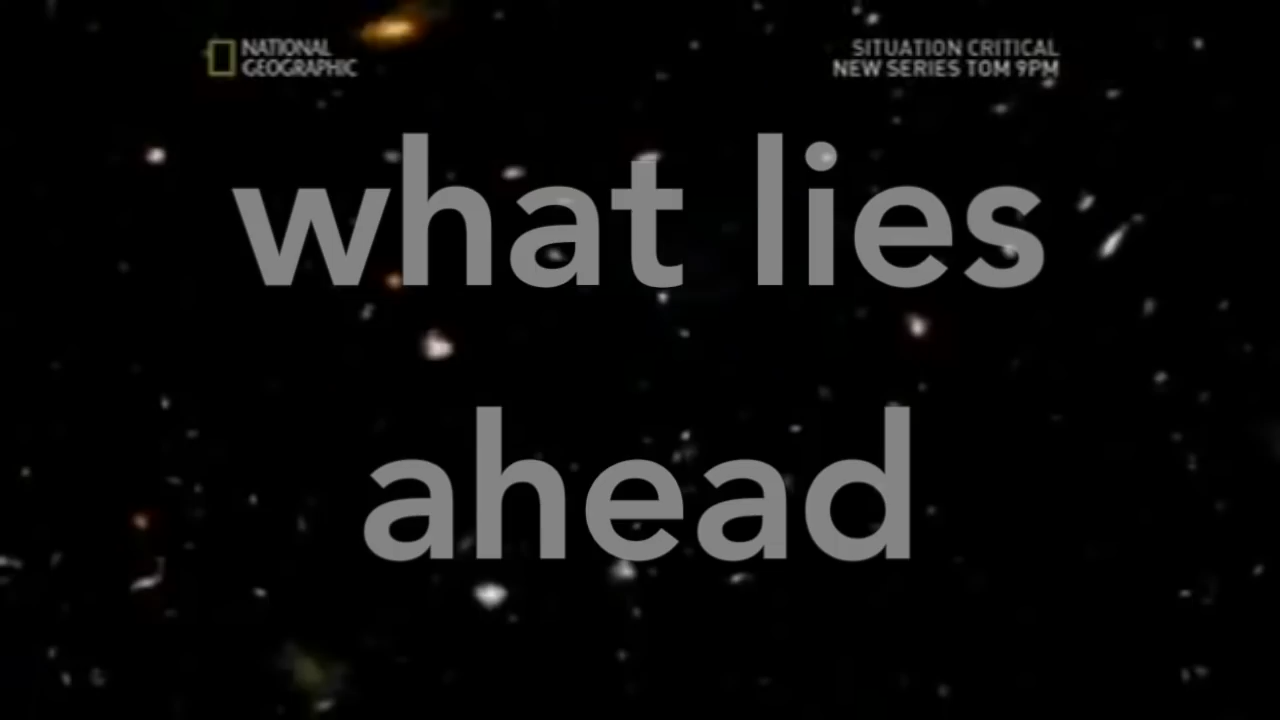 NATIONAL
GEOGRAPHIC
SITUATION CRITICAL
NEW SERIES TOM 9PM
what lies
ahead